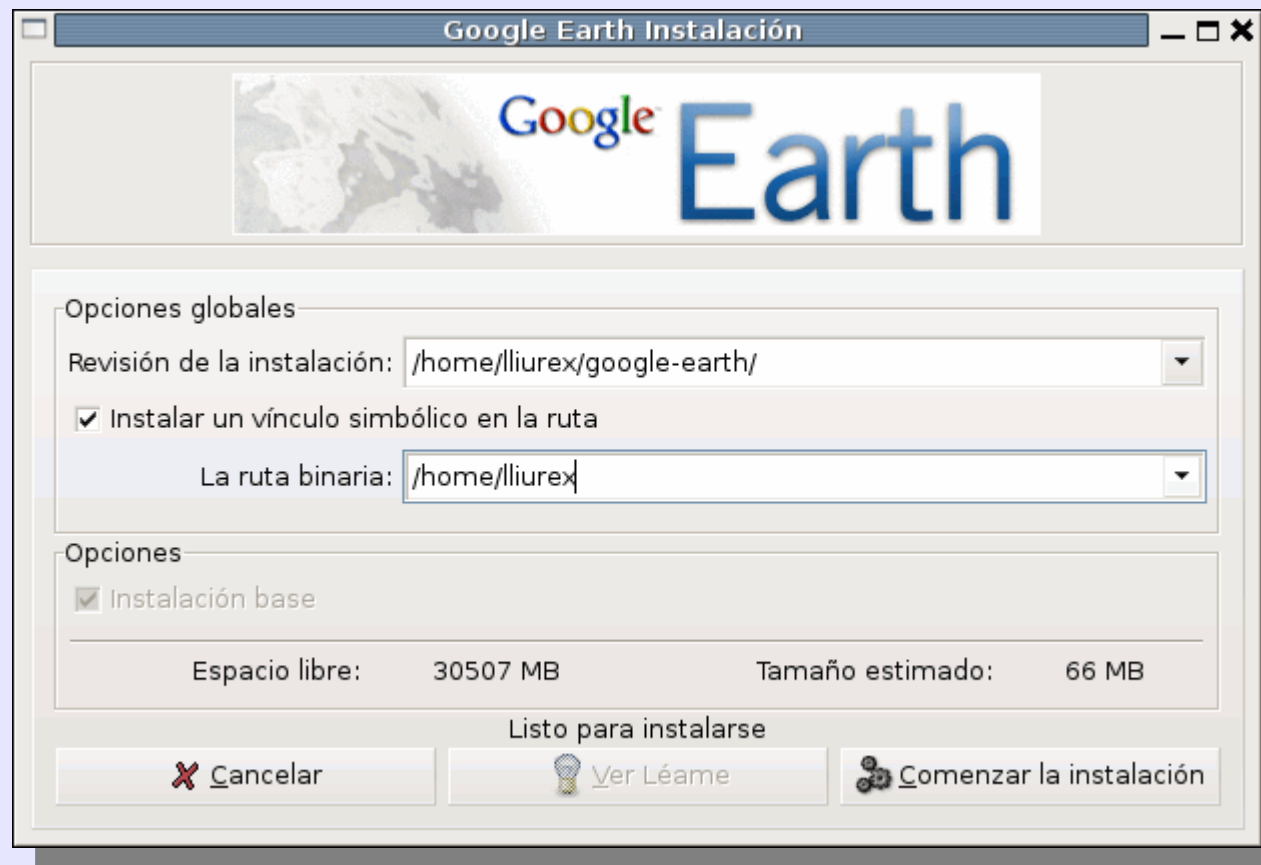 Google Earth Instalación
Google™ Earth
Opciones globales
Revisión de la instalación: /home/lliurex/google-earth/
Instalar un vínculo simbólico en la ruta
La ruta binaria: /home/lliurex
Opciones
Instalación base
Espacio libre: 30507 MB Tamaño estimado: 66 MB
Listo para instalarse
Cancelar Ver Léame Comenzar la instalación